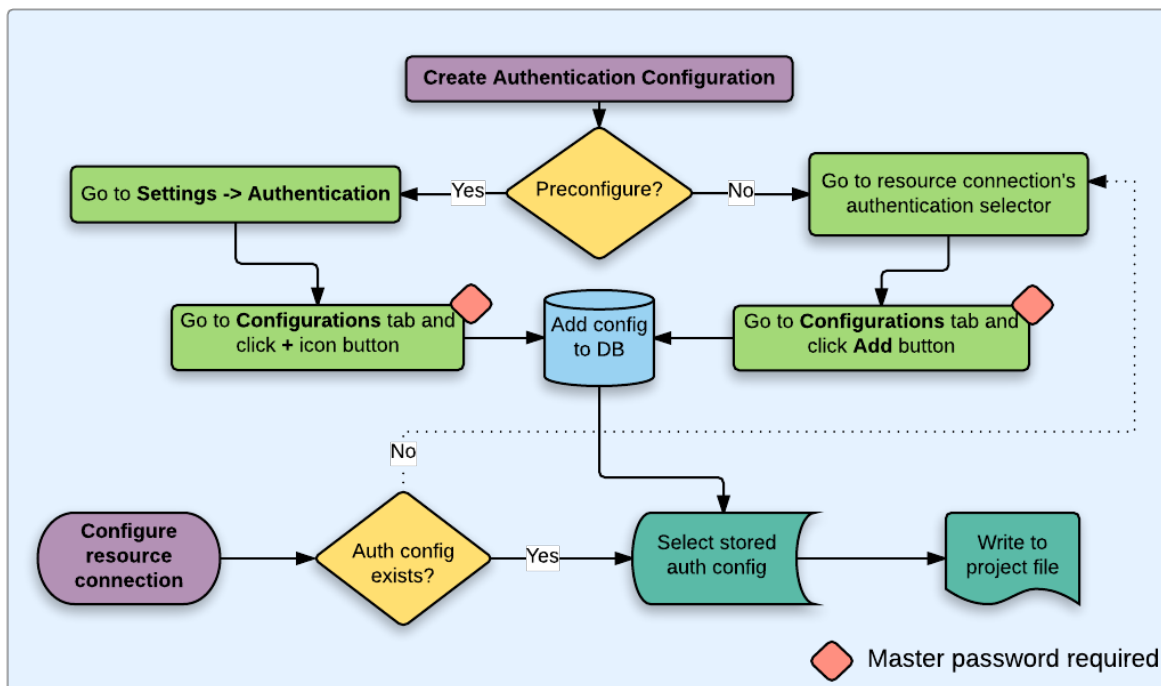 Create Authentication Configuration
Preconfigure?
Yes
No
Go to Settings -> Authentication
Go to resource connection's
authentication selector
Go to Configurations tab and
click + icon button
Add config
to DB
Go to Configurations tab and
click Add button
No
Configure
resource
connection
Auth config
exists?
Yes
Select stored
auth config
Write to
project file
Master password required